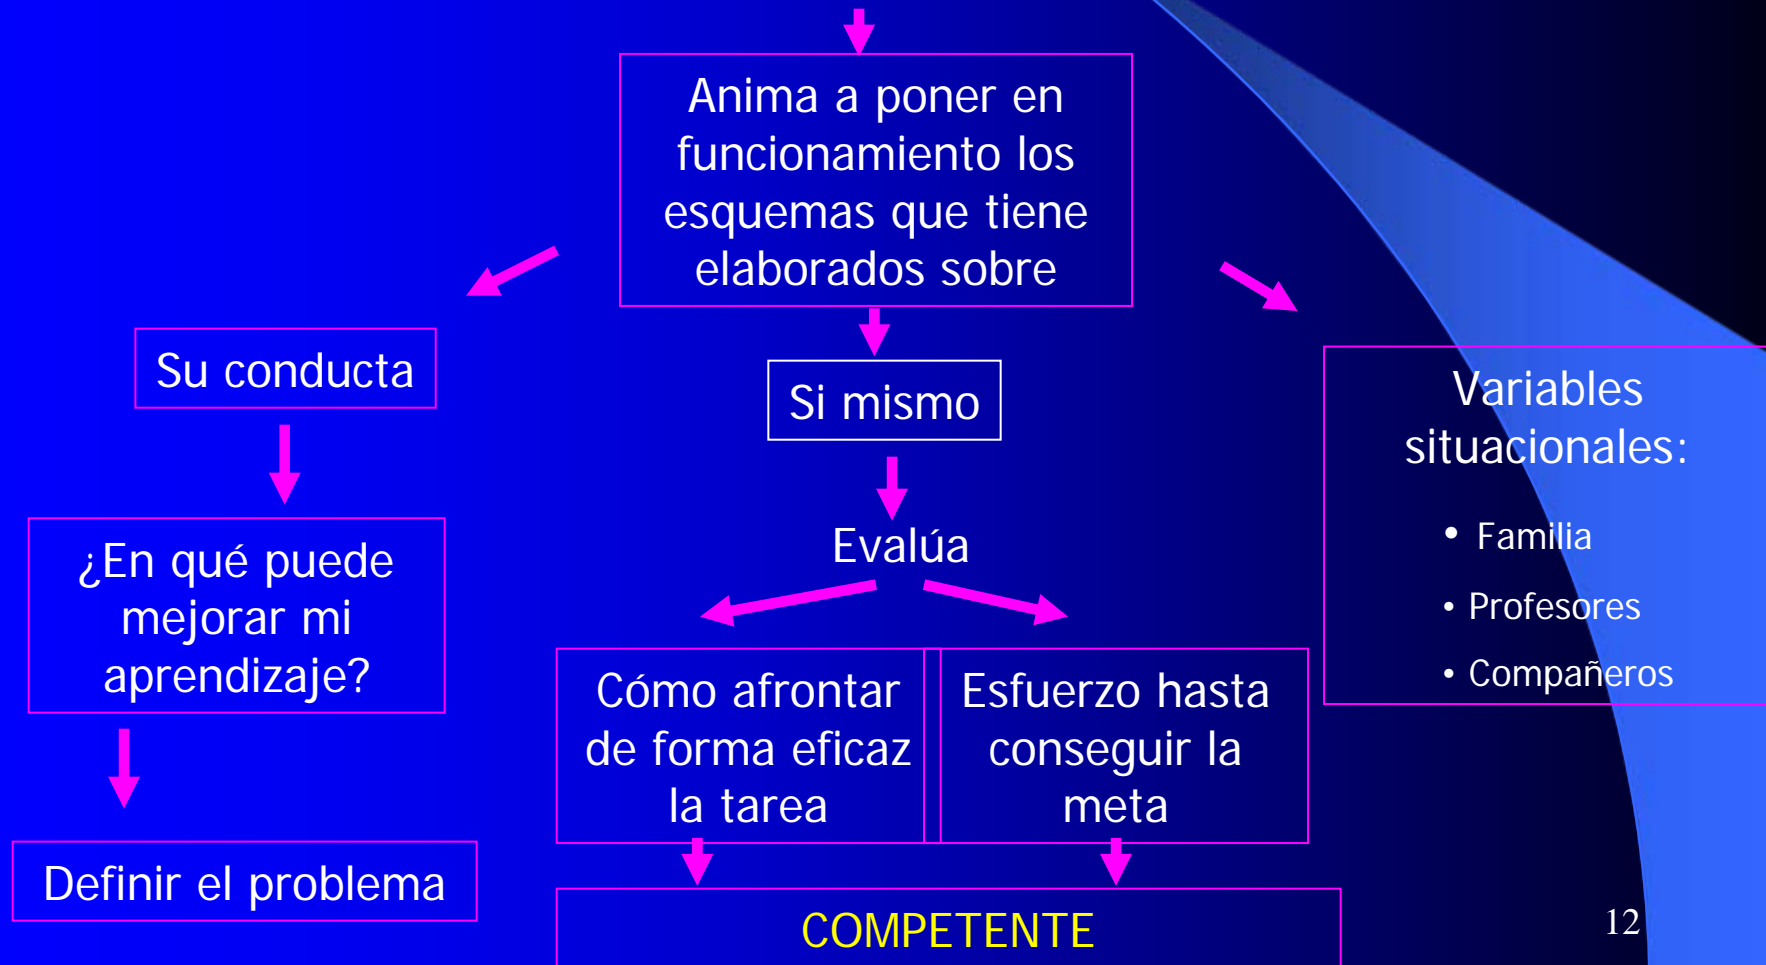 Anima a poner en
funcionamiento los
esquemas que tiene
elaborados sobre
Su conducta
Si mismo
Variables
situacionales:
• Familia
• Profesores
• Compañeros
¿En qué puede
mejorar mi
aprendizaje?
Evalúa
Cómo afrontar
de forma eficaz
la tarea
Esfuerzo hasta
conseguir la
meta
Definir el problema
COMPETENTE
12